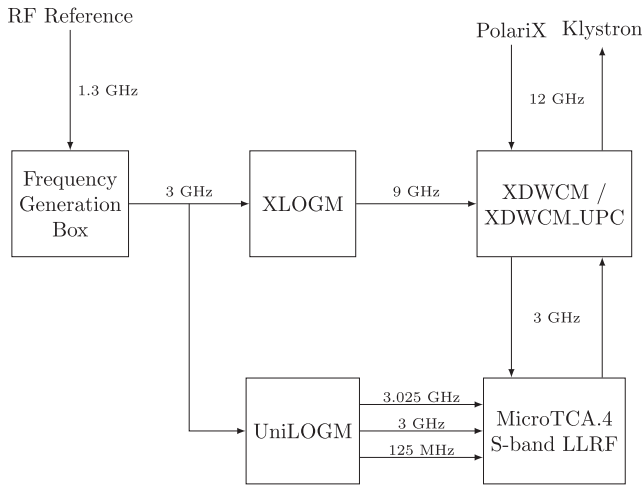 RF Reference
PolariX
Klystron
1.3 GHz
12 GHz
Frequency
Generation
Box
3 GHz
XLOGM
9 GHz
XDWCM /
XDWCM_UPC
3 GHz
UniLOGM
3.025 GHz
3 GHz
125 MHz
MicroTCA.4
S-band LLRF